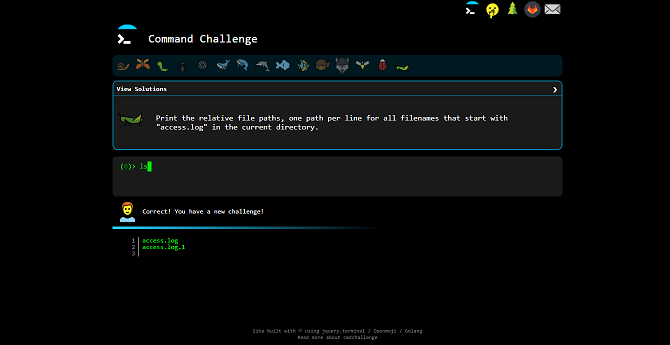 Command Challenge
View Solutions
Print the relative file paths, one path per line for all filenames that start with
"access.log" in the current directory.
(0)> ls
Correct! You have a new challenge!
1 access.log
2 access.log.1
3
Site built with © using jquery.terminal / Openmoji / Golang
Read more about cmdchallenge